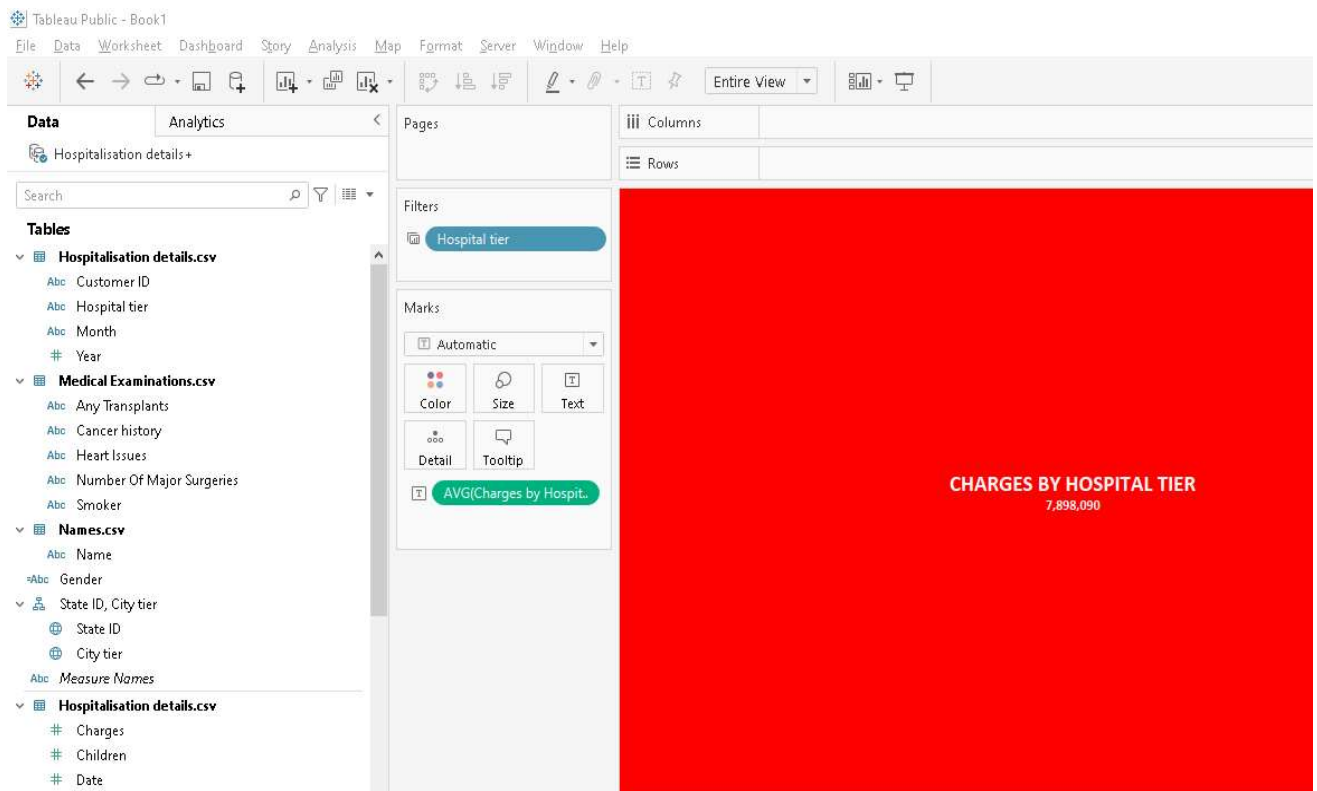 Tableau Public - Book1
File Data Worksheet Dashboard Story Analysis Map Format Server Window Help
Entire View
Data Analytics
Hospitalisation details+
Search
Tables
Hospitalisation details.csv
Abc Customer ID
Abc Hospital tier
Abc Month
# Year
Medical Examinations.csv
Abc Any Transplants
Abc Cancer history
Abc Heart Issues
Abc Number Of Major Surgeries
Abc Smoker
Names.csv
Abc Name
=Abc Gender
State ID, City tier
State ID
City tier
Abc Measure Names
Hospitalisation details.csv
# Charges
# Children
# Date
Pages
Filters
Hospital tier
Marks
T Automatic
Color Size T Text
Detail Tooltip
T AVG(Charges by Hospit..
Columns
Rows
CHARGES BY HOSPITAL TIER
7,898,090